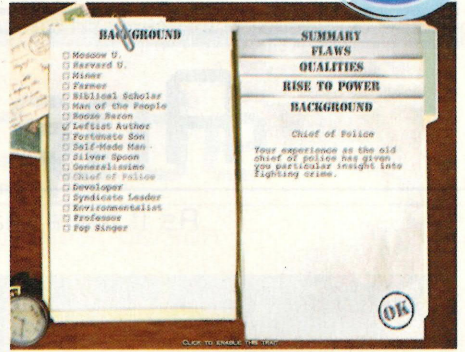 BACKGROUND
Moscow U.
Harvard U.
Miner
Farmer
Biblical Scholar
Man of the People
Booze Baron
Leftist Author
Fortunate Son
Self-Made Man
Silver Spoon
Generalissimo
Chief of Police
Developer
Syndicate Leader
Environmentalist
Professor
Pop Singer
SUMMARY
FLAWS
QUALITIES
RISE TO POWER
BACKGROUND
Chief of Police
Your experience as the old
chief of police has given
you particular insight into
fighting crime.
OK
CLICK TO ENABLE THIS TRAIT